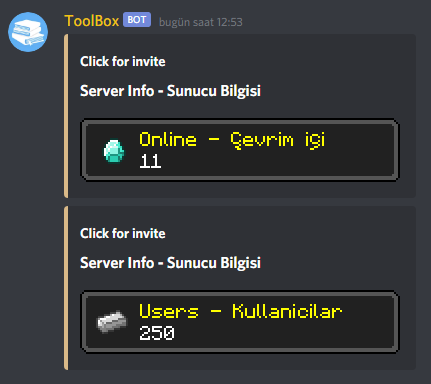 ToolBox BOT bugün saat 12:53
Click for invite
Server Info - Sunucu Bilgisi
Online - Çevrim içi
11
Click for invite
Server Info - Sunucu Bilgisi
Users - Kullanicilar
250